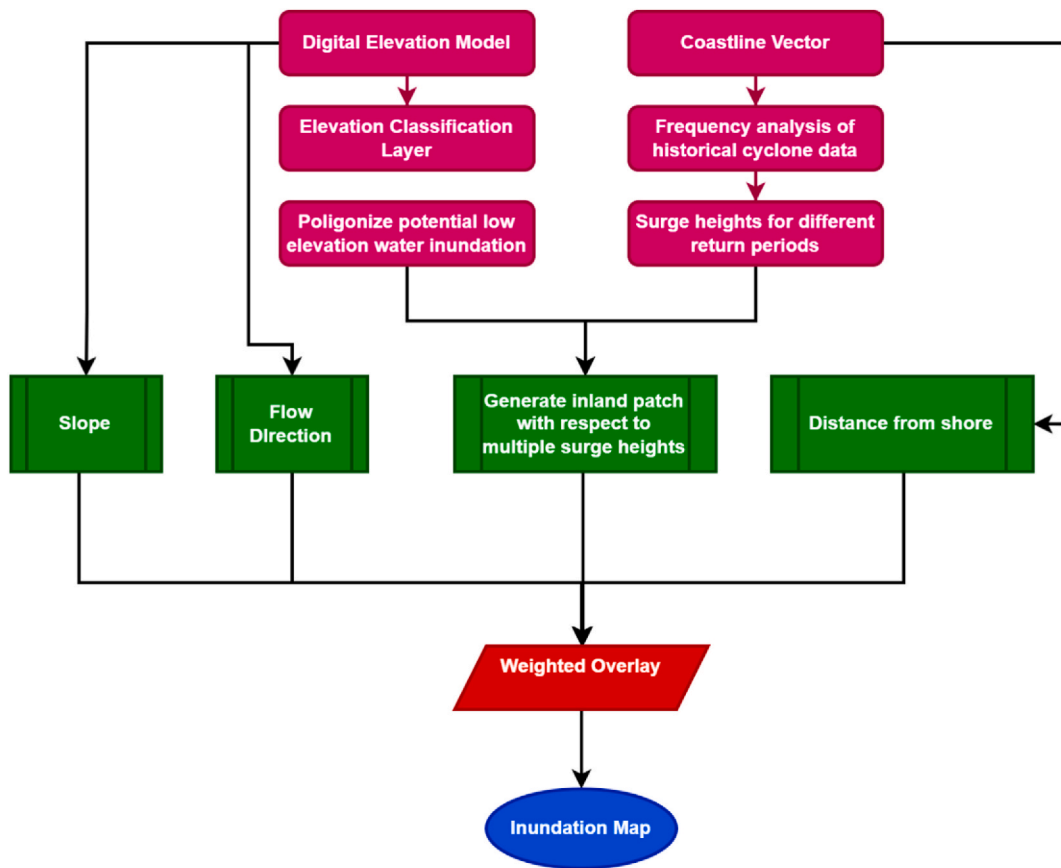 Digital Elevation Model
Coastline Vector
Elevation Classification
Layer
Frequency analysis of
historical cyclone data
Poligonize potential low
elevation water inundation
Surge heights for different
return periods
Slope
Flow
DIrection
Generate inland patch
with respect to
multiple surge heights
Distance from shore
Weighted Overlay
Inundation Map